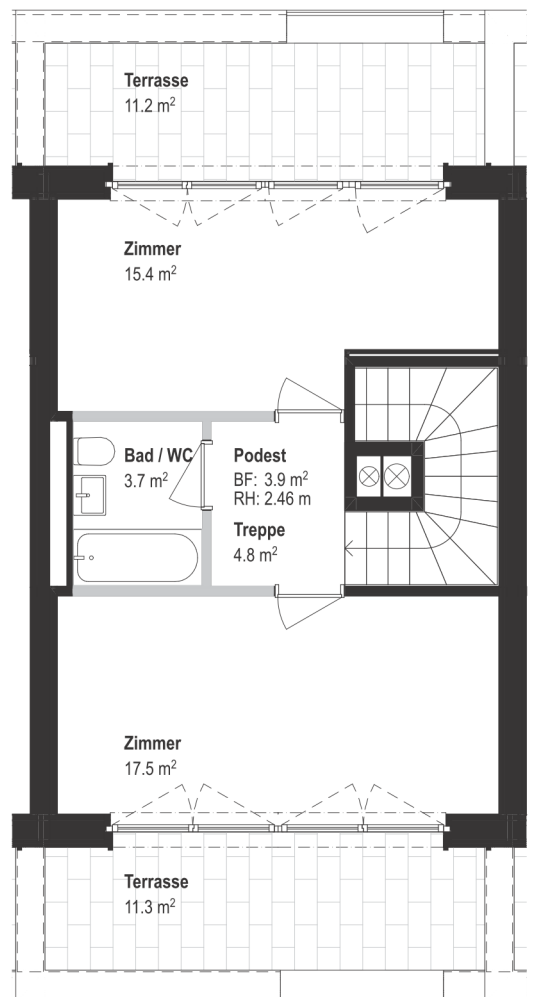 Terrasse
11.2 m²
Zimmer
15.4 m²
Bad / WC
3.7 m²
Podest
BF: 3.9 m²
RH: 2.46 m
Treppe
4.8 m²
Zimmer
17.5 m²
Terrasse
11.3 m²